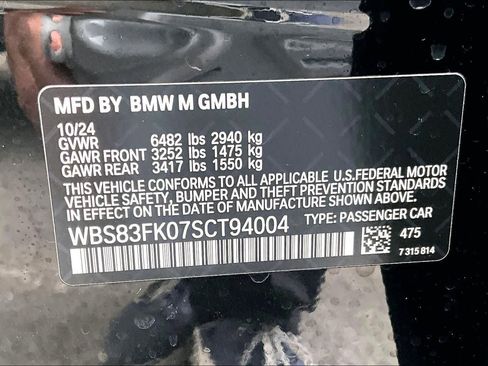 MFD BY BMW M GMBH
10/24
GVWR 6482 lbs 2940 kg
GAWR FRONT 3252 lbs 1475 kg
GAWR REAR 3417 lbs 1550 kg
THIS VEHICLE CONFORMS TO ALL APPLICABLE U.S.FEDERAL MOTOR
VEHICLE SAFETY, BUMPER, AND THEFT PREVENTION
STANDARDS IN EFFECT ON THE DATE OF MANUFACTURE SHOWN ABOVE.
WBS83FK07SCT94004 TYPE: PASSENGER CAR
475
7 315 814